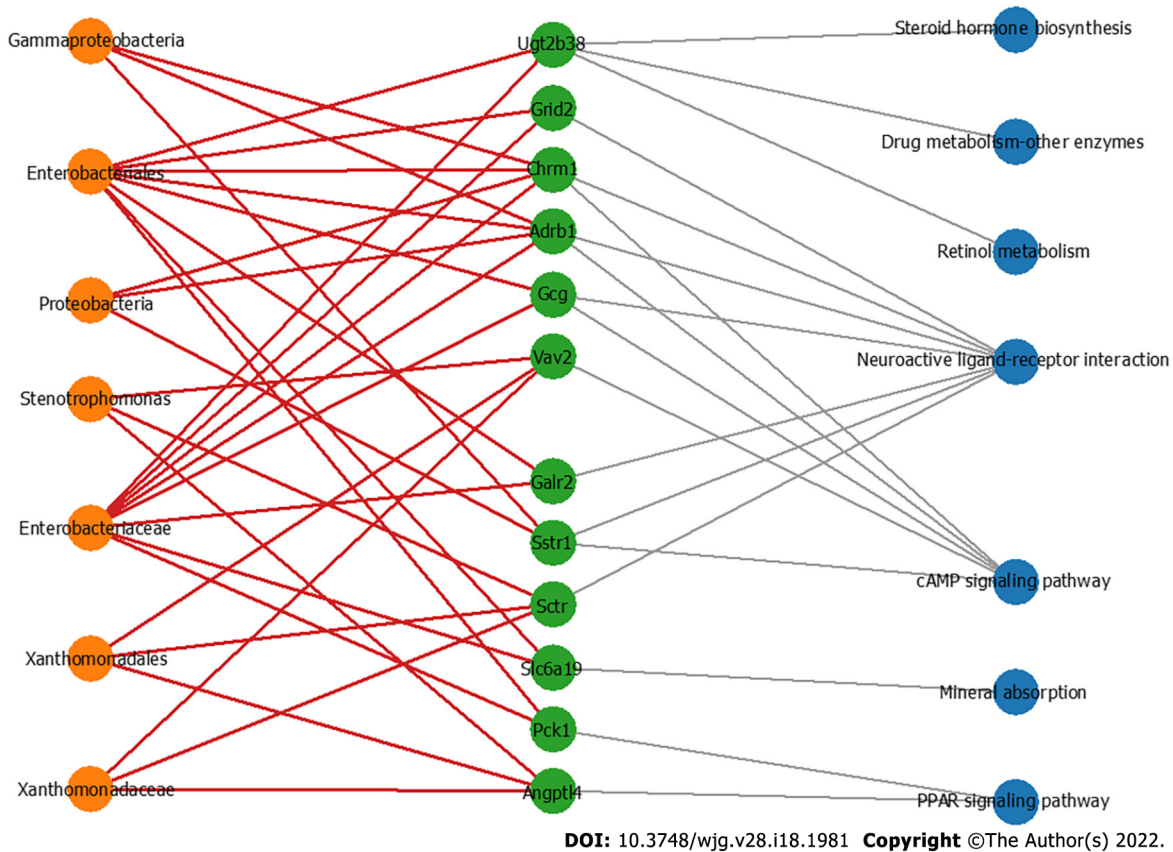 Gammaproteobacteria
Enterobacteriales
Proteobacteria
Stenotrophomonas
Enterobacteriaceae
Xanthomonadales
Xanthomonadaceae
Ugt2b38
Grid2
Chrm1
Adrb1
Gcg
Vav2
Galr2
Sstr1
Sctr
Slc6a19
Pck1
Angptl4
Steroid hormone biosynthesis
Drug metabolism-other enzymes
Retinol metabolism
Neuroactive ligand-receptor interaction
cAMP signaling pathway
Mineral absorption
PPAR signaling pathway
DOI: 10.3748/wjg.v28.i18.1981 Copyright ©The Author(s) 2022.